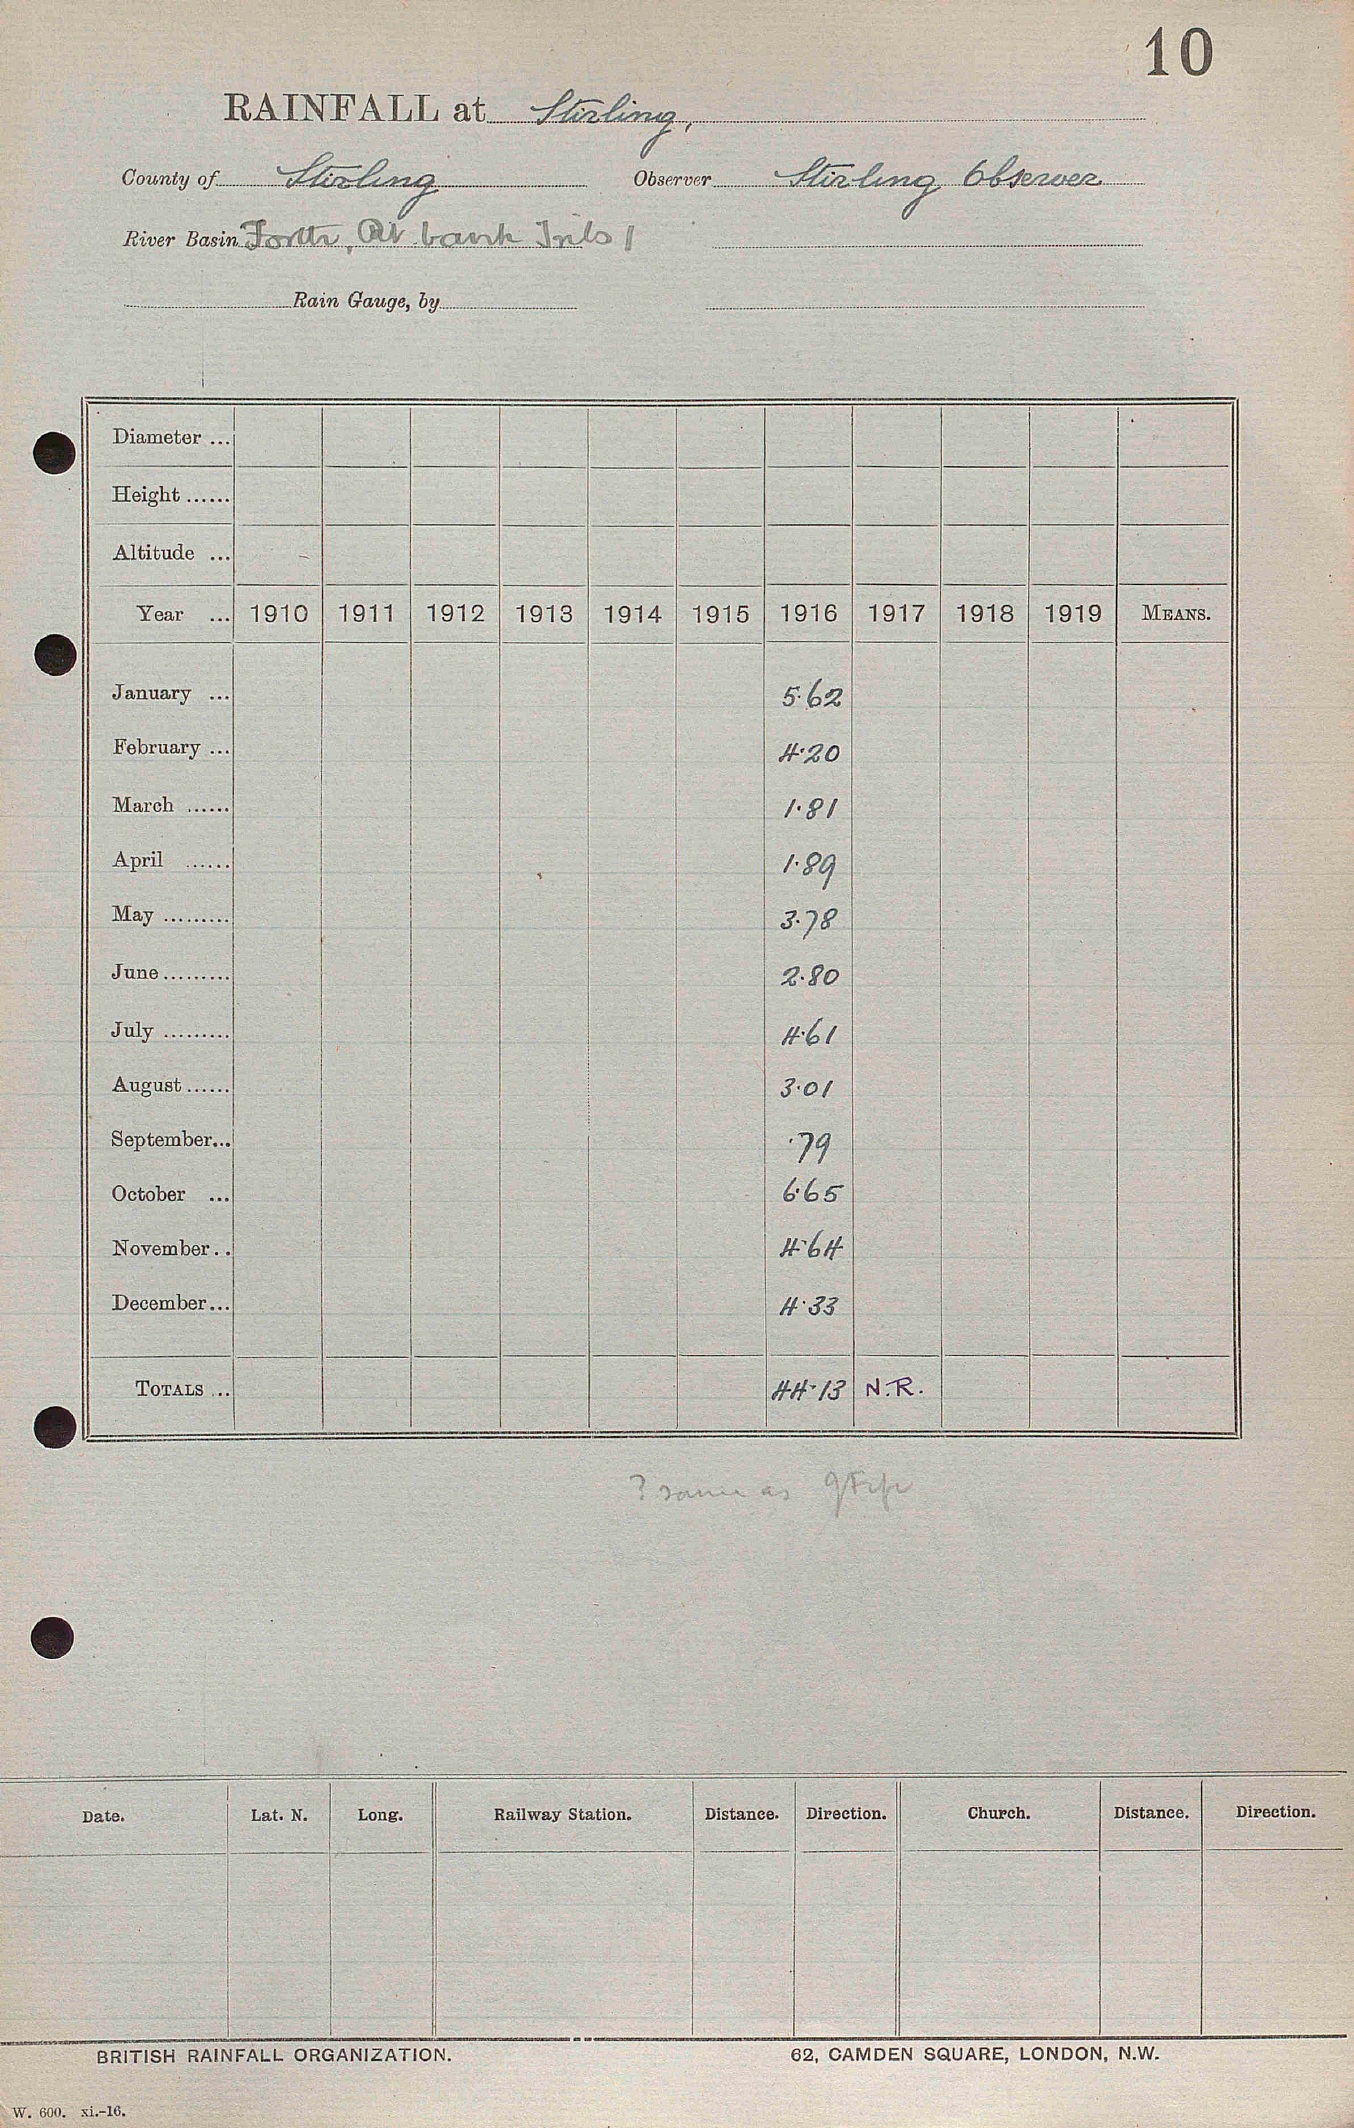 10
RAINFALL at Stirling,
County of Stirling Observer Stirling Observer
River Basin Forth, Rt bank Tribs 1
Rain Gauge, by
Diameter ...
Height ......
Altitude ...
Year ... 1910 1911 1912 1913 1914 1915 1916 1917 1918 1919 MEANS.
January ... 5.62
February ... 4.20
March ...... 1.81
April ...... 1.89
May ......... 3.78
June ......... 2.80
July ......... 4.61
August ...... 3.01
September... .79
October ... 6.65
November.. 4.64
December... 4.33
TOTALS ... 44.13 N.R.
? same as
Date. Lat. N. Long. Railway Station. Distance. Direction. Church. Distance. Direction.
BRITISH RAINFALL ORGANIZATION. 62, CAMDEN SQUARE, LONDON, N.W.
W. 600. xi.-16.